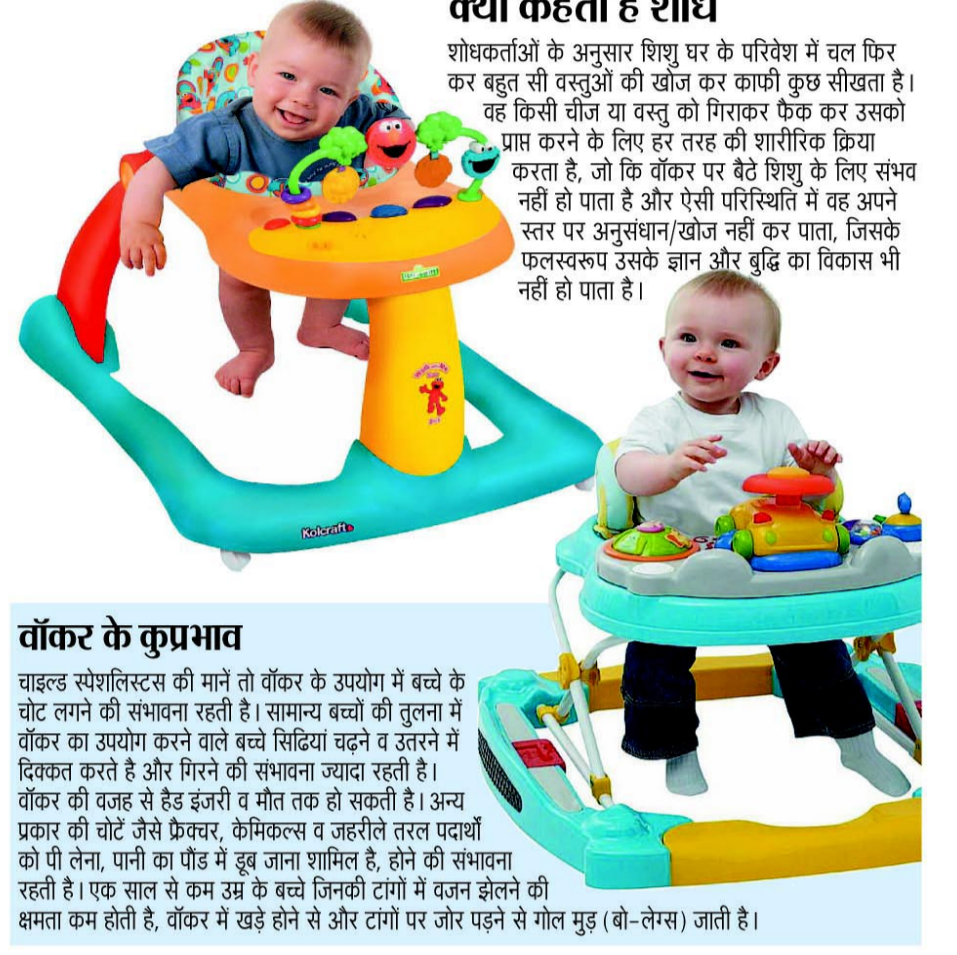 क्या कहता है शोध
शोधकर्ताओं के अनुसार शिशु घर के परिवेश में चल फिर
कर बहुत सी वस्तुओं की खोज कर काफी कुछ सीखता है।
वह किसी चीज या वस्तु को गिराकर फैक कर उसको
प्राप्त करने के लिए हर तरह की शारीरिक क्रिया
करता है, जो कि वॉकर पर बैठे शिशु के लिए संभव
नहीं हो पाता है और ऐसी परिस्थिति में वह अपने
स्तर पर अनुसंधान/खोज नहीं कर पाता, जिसके
फलस्वरूप उसके ज्ञान और बुद्धि का विकास भी
नहीं हो पाता है।
Kolcraft
वॉकर के कुप्रभाव
चाइल्ड स्पेशलिस्टस की मानें तो वॉकर के उपयोग में बच्चे के
चोट लगने की संभावना रहती है। सामान्य बच्चों की तुलना में
वॉकर का उपयोग करने वाले बच्चे सिढियां चढ़ने व उतरने में
दिक्कत करते है और गिरने की संभावना ज्यादा रहती है।
वॉकर की वजह से हैड इंजरी व मौत तक हो सकती है। अन्य
प्रकार की चोटें जैसे फ्रैक्चर, केमिकल्स व जहरीले तरल पदार्थों
को पी लेना, पानी का पौंड में डूब जाना शामिल है, होने की संभावना
रहती है। एक साल से कम उम्र के बच्चे जिनकी टांगों में वजन झेलने की
क्षमता कम होती है, वॉकर में खड़े होने से और टांगों पर जोर पड़ने से गोल मुड़ (बो-लेग्स) जाती है।